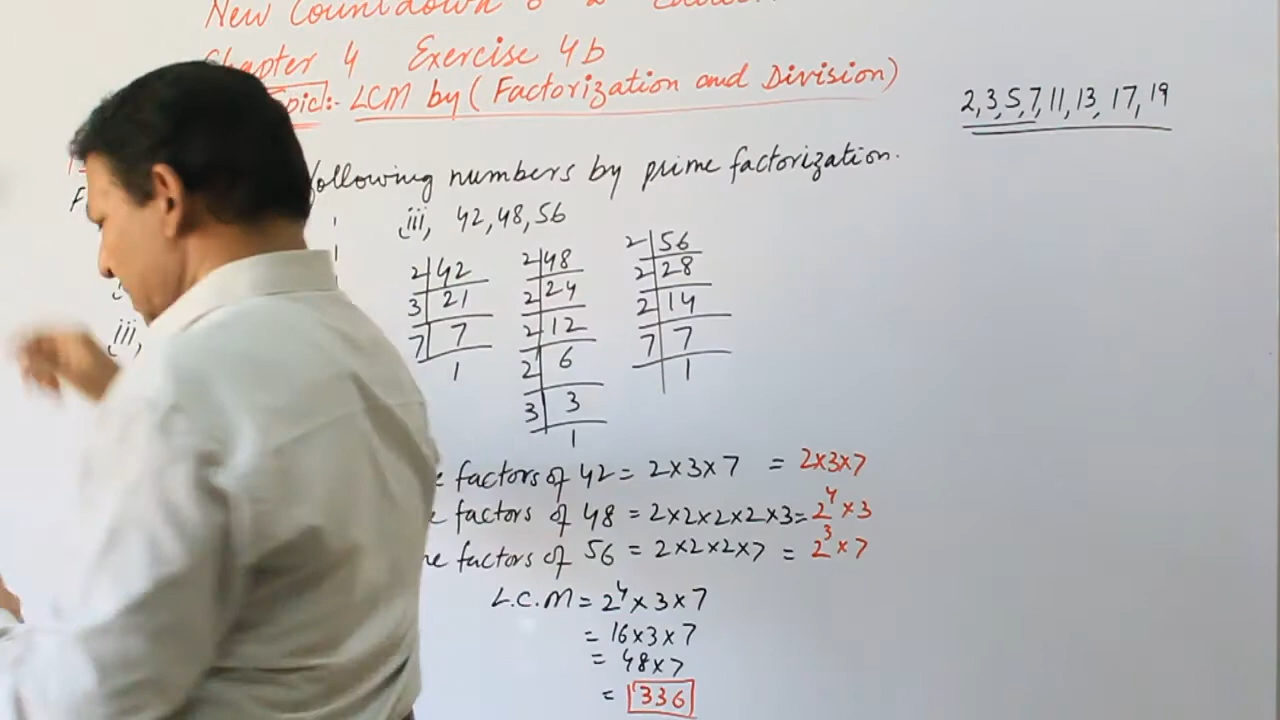 New Countdown 8 2
Chapter 4 Exercise 4b
pic:- LCM by (Factorization and Division)
2, 3, 5, 7, 11, 13, 17, 19
following numbers by prime factorization.
iii, 42, 48, 56
2 42
3 21
7 7
1
2 48
2 24
2 12
2 6
3 3
1
2 56
2 28
2 14
7 7
1
iii,
factors of 42 = 2×3×7 = 2×3×7
factors of 48 = 2×2×2×2×3 = 2⁴×3
factors of 56 = 2×2×2×7 = 2³×7
L.C.M = 2⁴×3×7
= 16×3×7
= 48×7
= 336